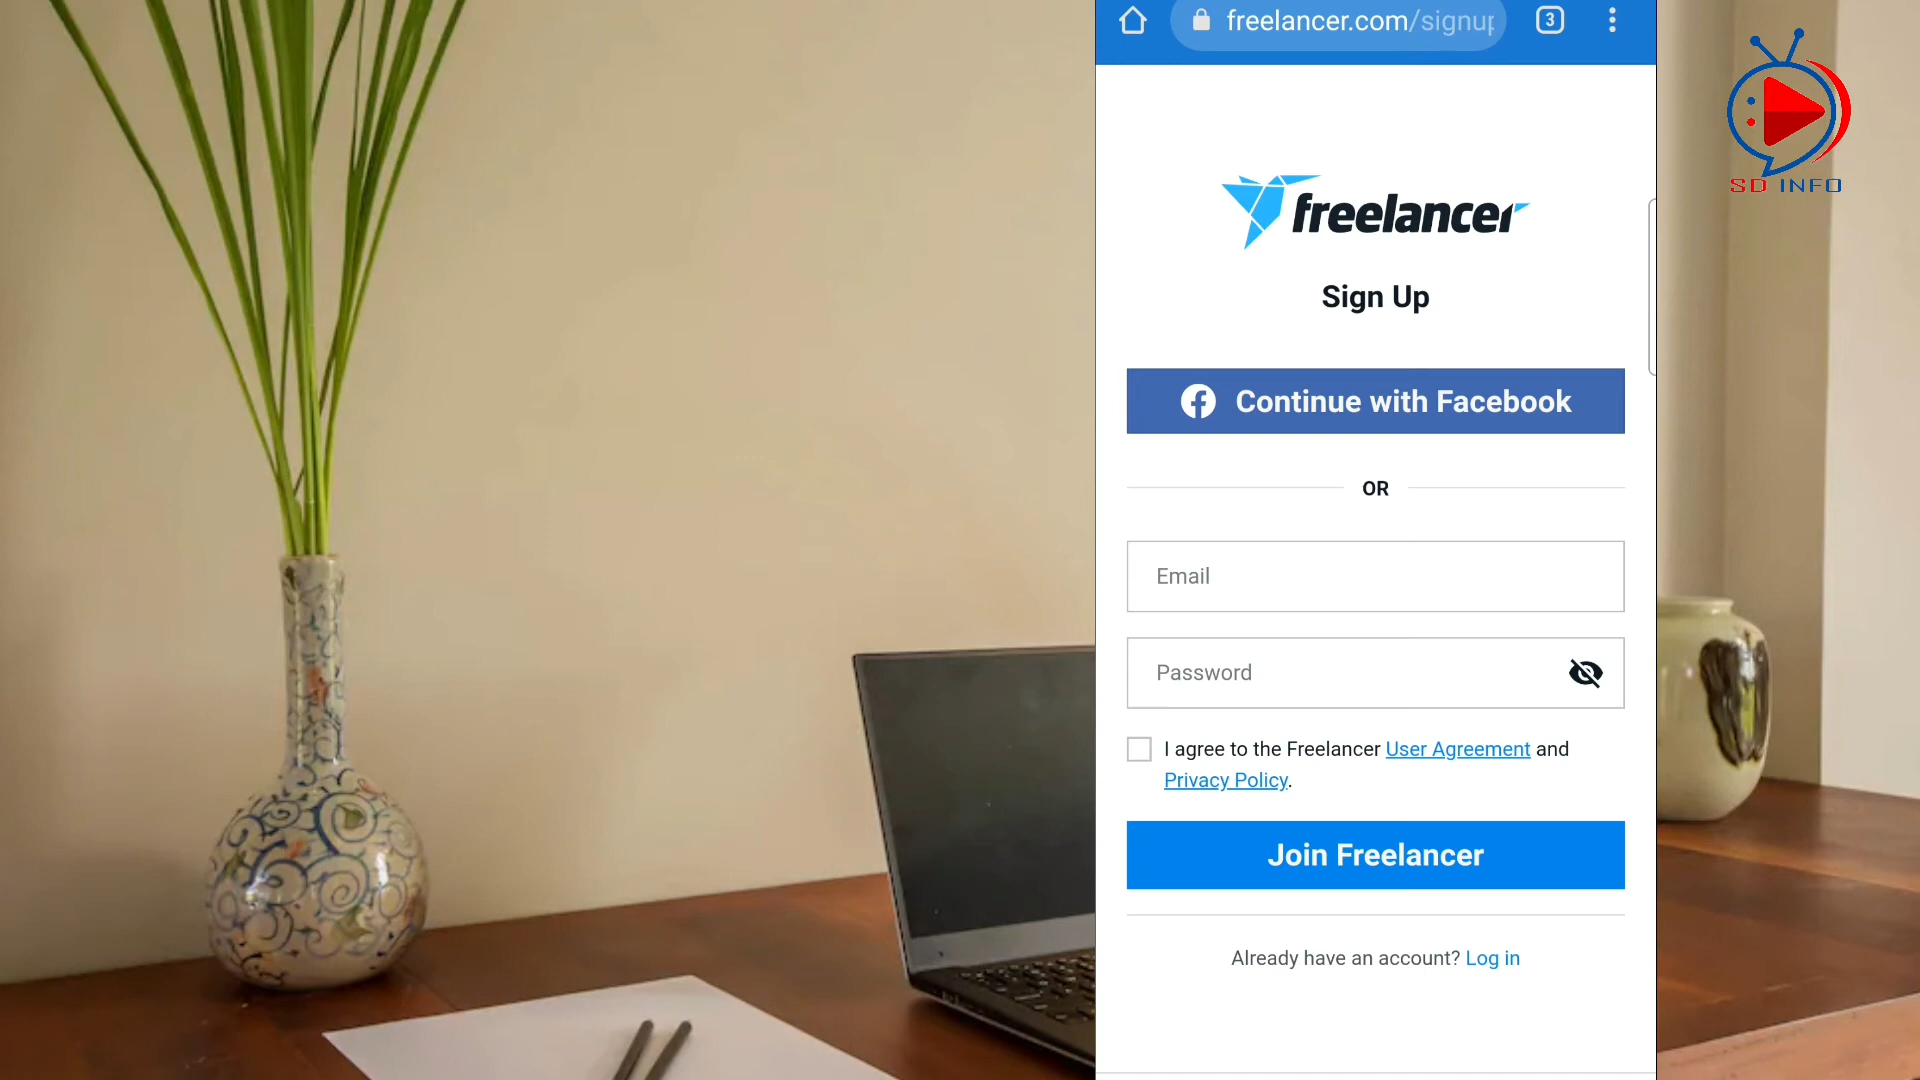 freelancer.com/signup
3
SD INFO
freelancer
Sign Up
Continue with Facebook
OR
Email
Password
I agree to the Freelancer User Agreement and
Privacy Policy.
Join Freelancer
Already have an account? Log in